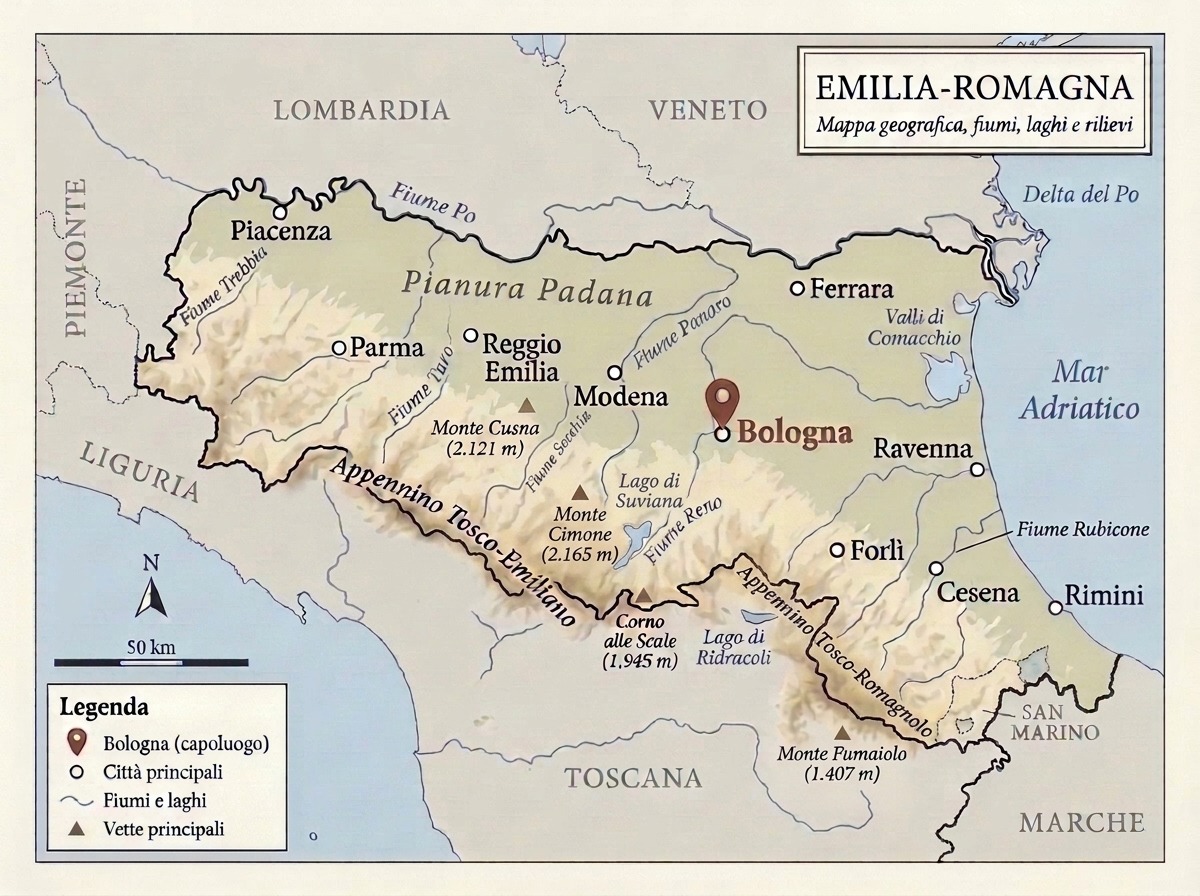 EMILIA-ROMAGNA
Mappa geografica, fiumi, laghi e rilievi
LOMBARDIA
VENETO
PIEMONTE
Delta del Po
Fiume Po
Piacenza
Fiume Trebbia
Pianura Padana
Ferrara
Fiume Panaro
Valli di
Comacchio
Parma
Reggio
Emilia
Fiume Taro
Modena
Mar
Adriatico
Monte Cusna
(2.121 m)
Bologna
Fiume Secchia
Ravenna
LIGURIA
Appennino Tosco-Emiliano
Lago di
Suviana
Monte
Cimone
(2.165 m)
Fiume Reno
Fiume Rubicone
Forlì
Cesena
Rimini
Appennino Tosco-Romagnolo
Corno
alle Scale
(1,945 m)
Lago di
Ridracoli
N
50 km
SAN
MARINO
Monte Fumaiolo
(1.407 m)
TOSCANA
MARCHE
Legenda
Bologna (capoluogo)
Città principali
Fiumi e laghi
Vette principali